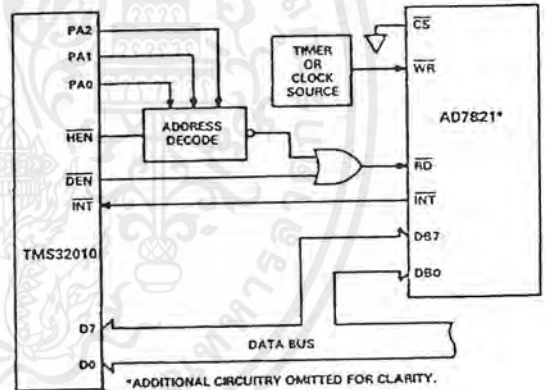 PA2
PA1
PA0
HEN
DEN
INT
TMS32010
D7
D0
ADDRESS
DECODE
TIMER
OR
CLOCK
SOURCE
CS
WR
AD7821*
RD
INT
DB7
DB0
DATA BUS
*ADDITIONAL CIRCUITRY OMITTED FOR CLARITY.